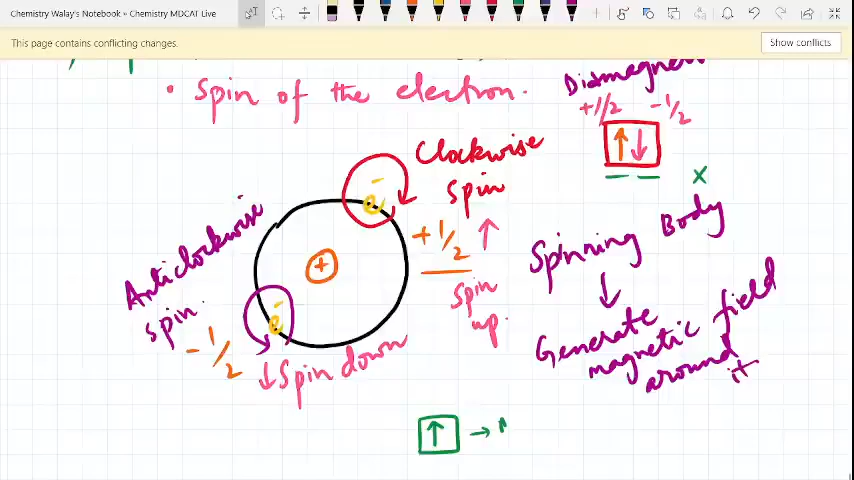 Chemistry Walay's Notebook » Chemistry MDCAT Live
This page contains conflicting changes.
Show conflicts
• Spin of the electron.
+1/2 -1/2
↑↓
x
Clockwise
Spin
e-
+1/2 ↑
Spin
up.
+
Anticlockwise
spin.
-1/2
e-
↓Spin down
Spinning Body
↓
Generate
magnetic field
around
it
↑ →